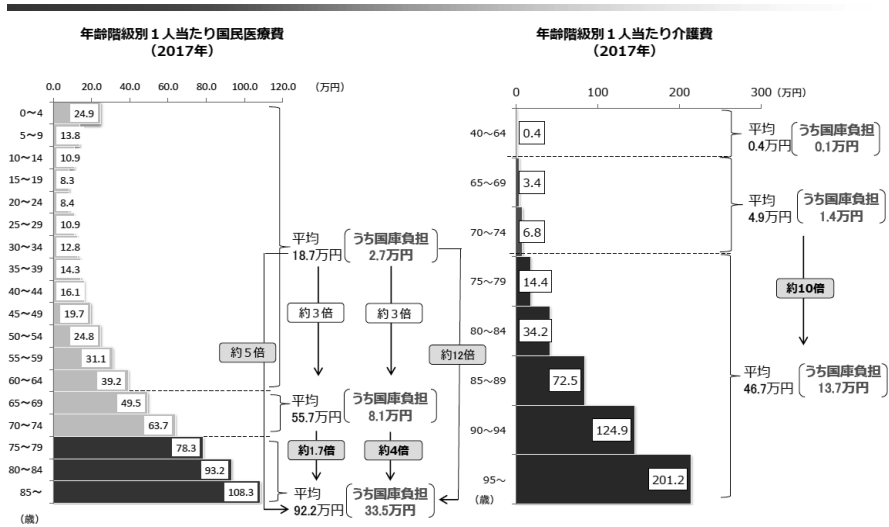 年齢階級別１人当たり国民医療費
（2017年）
0.0 20.0 40.0 60.0 80.0 100.0 120.0 （万円）
0～4 24.9
5～9 13.8
10～14 10.9
15～19 8.3
20～24 8.4
25～29 10.9
30～34 12.8
35～39 14.3
40～44 16.1
45～49 19.7
50～54 24.8
55～59 31.1
60～64 39.2
65～69 49.5
70～74 63.7
75～79 78.3
80～84 93.2
85～ 108.3
（歳）
平均
18.7万円
うち国庫負担
2.7万円
約３倍
約３倍
約５倍
約12倍
平均
55.7万円
うち国庫負担
8.1万円
約1.7倍
約4倍
平均
92.2万円
うち国庫負担
33.5万円
年齢階級別１人当たり介護費
（2017年）
0 100 200 300 （万円）
40～64 0.4
65～69 3.4
70～74 6.8
75～79 14.4
80～84 34.2
85～89 72.5
90～94 124.9
95～ 201.2
（歳）
平均
0.4万円
うち国庫負担
0.1万円
平均
4.9万円
うち国庫負担
1.4万円
約10倍
平均
46.7万円
うち国庫負担
13.7万円